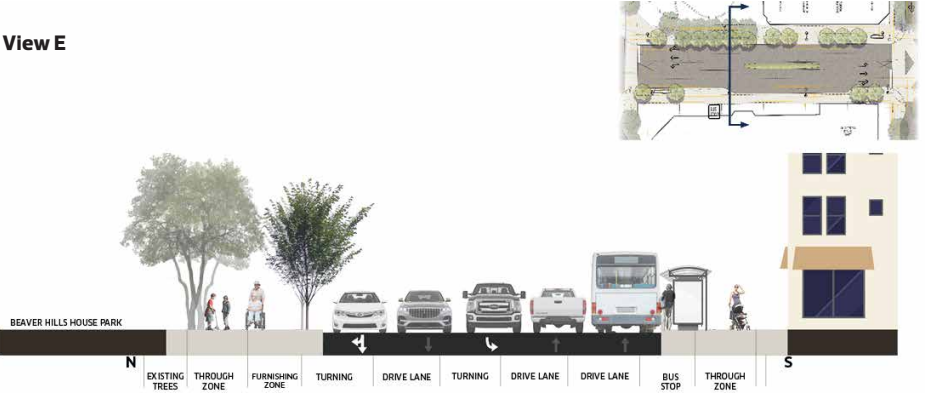 View E
BEAVER HILLS HOUSE PARK
N
S
EXISTING
TREES
THROUGH
ZONE
FURNISHING
ZONE
TURNING
DRIVE LANE
TURNING
DRIVE LANE
DRIVE LANE
BUS
STOP
THROUGH
ZONE